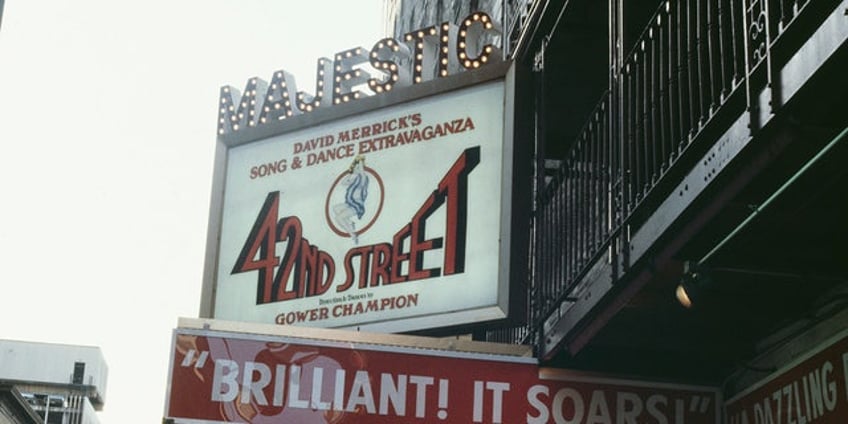 MAJESTIC
DAVID MERRICK'S
SONG & DANCE EXTRAVAGANZA
42ND STREET
GOWER CHAMPION
"BRILLIANT! IT SOARS!"
DAZZLING